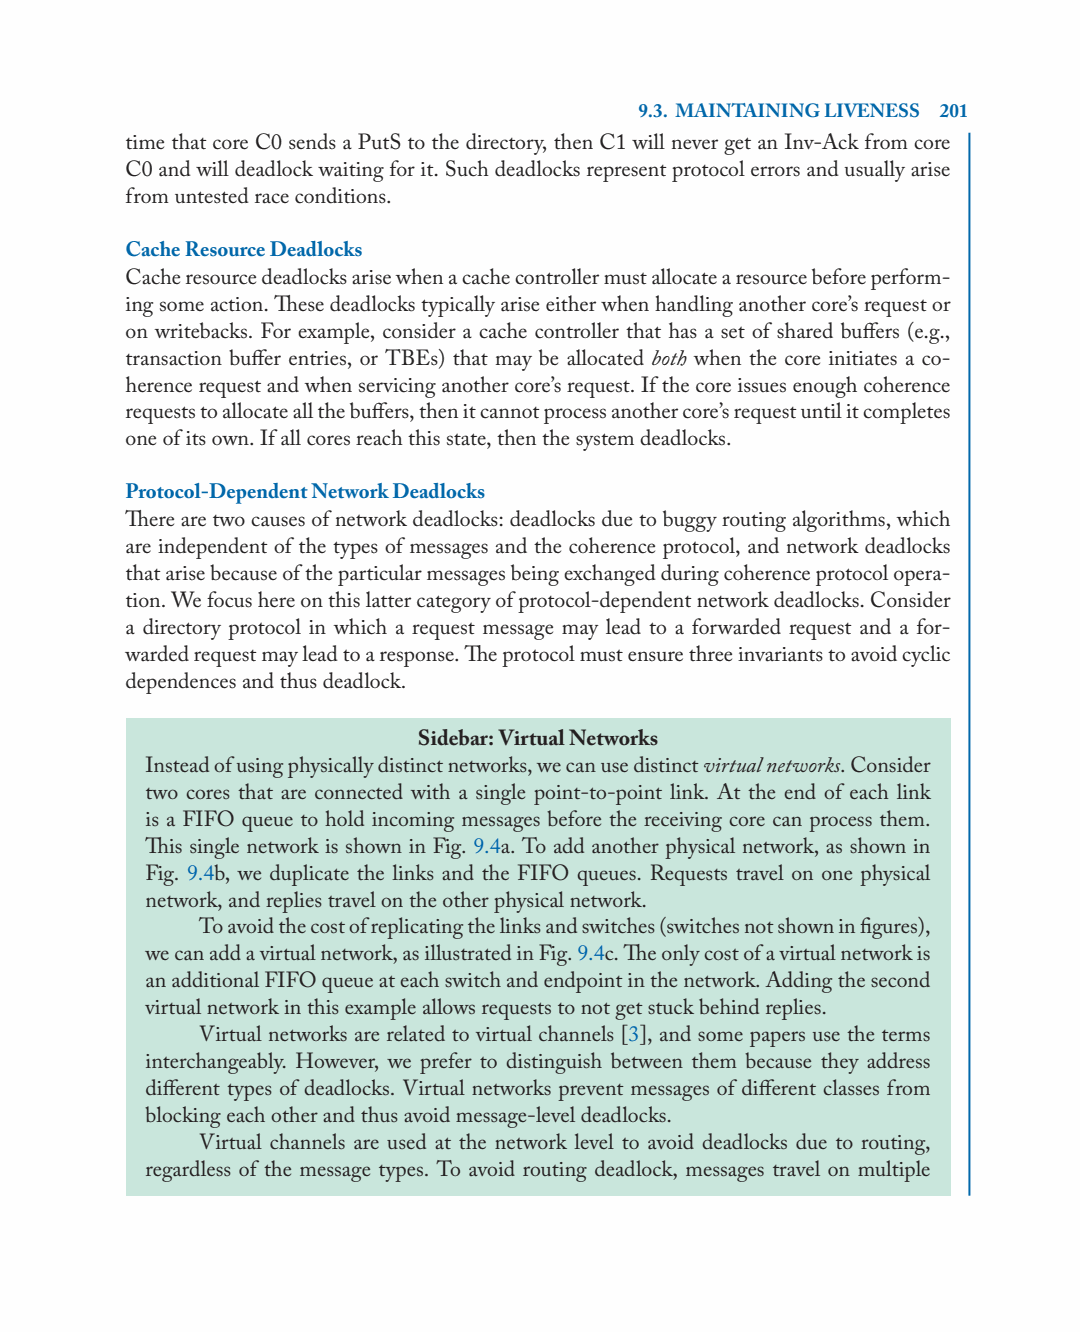 9.3. MAINTAINING LIVENESS 201
time that core C0 sends a PutS to the directory, then C1 will never get an Inv-Ack from core
C0 and will deadlock waiting for it. Such deadlocks represent protocol errors and usually arise
from untested race conditions.
Cache Resource Deadlocks
Cache resource deadlocks arise when a cache controller must allocate a resource before perform-
ing some action. These deadlocks typically arise either when handling another core's request or
on writebacks. For example, consider a cache controller that has a set of shared buffers (e.g.,
transaction buffer entries, or TBEs) that may be allocated both when the core initiates a co-
herence request and when servicing another core's request. If the core issues enough coherence
requests to allocate all the buffers, then it cannot process another core's request until it completes
one of its own. If all cores reach this state, then the system deadlocks.
Protocol-Dependent Network Deadlocks
There are two causes of network deadlocks: deadlocks due to buggy routing algorithms, which
are independent of the types of messages and the coherence protocol, and network deadlocks
that arise because of the particular messages being exchanged during coherence protocol opera-
tion. We focus here on this latter category of protocol-dependent network deadlocks. Consider
a directory protocol in which a request message may lead to a forwarded request and a for-
warded request may lead to a response. The protocol must ensure three invariants to avoid cyclic
dependences and thus deadlock.
Sidebar: Virtual Networks
Instead of using physically distinct networks, we can use distinct virtual networks. Consider
two cores that are connected with a single point-to-point link. At the end of each link
is a FIFO queue to hold incoming messages before the receiving core can process them.
This single network is shown in Fig. 9.4a. To add another physical network, as shown in
Fig. 9.4b, we duplicate the links and the FIFO queues. Requests travel on one physical
network, and replies travel on the other physical network.
To avoid the cost of replicating the links and switches (switches not shown in figures),
we can add a virtual network, as illustrated in Fig. 9.4c. The only cost of a virtual network is
an additional FIFO queue at each switch and endpoint in the network. Adding the second
virtual network in this example allows requests to not get stuck behind replies.
Virtual networks are related to virtual channels [3], and some papers use the terms
interchangeably. However, we prefer to distinguish between them because they address
different types of deadlocks. Virtual networks prevent messages of different classes from
blocking each other and thus avoid message-level deadlocks.
Virtual channels are used at the network level to avoid deadlocks due to routing,
regardless of the message types. To avoid routing deadlock, messages travel on multiple